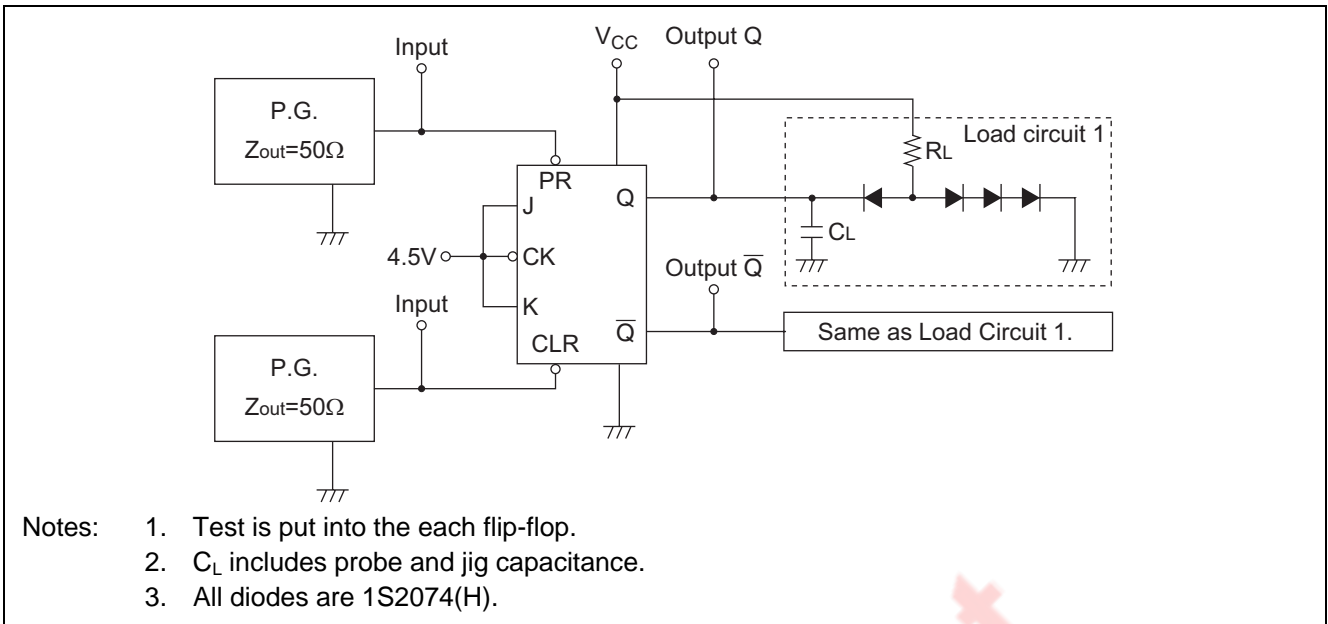 Input
V_CC
Output Q
P.G.
Zout=50Ω
Load circuit 1
RL
PR
J
Q
CL
4.5V
CK
Output Q̅
Input
K
Q̅
Same as Load Circuit 1.
CLR
P.G.
Zout=50Ω
Notes: 1. Test is put into the each flip-flop.
2. C_L includes probe and jig capacitance.
3. All diodes are 1S2074(H).